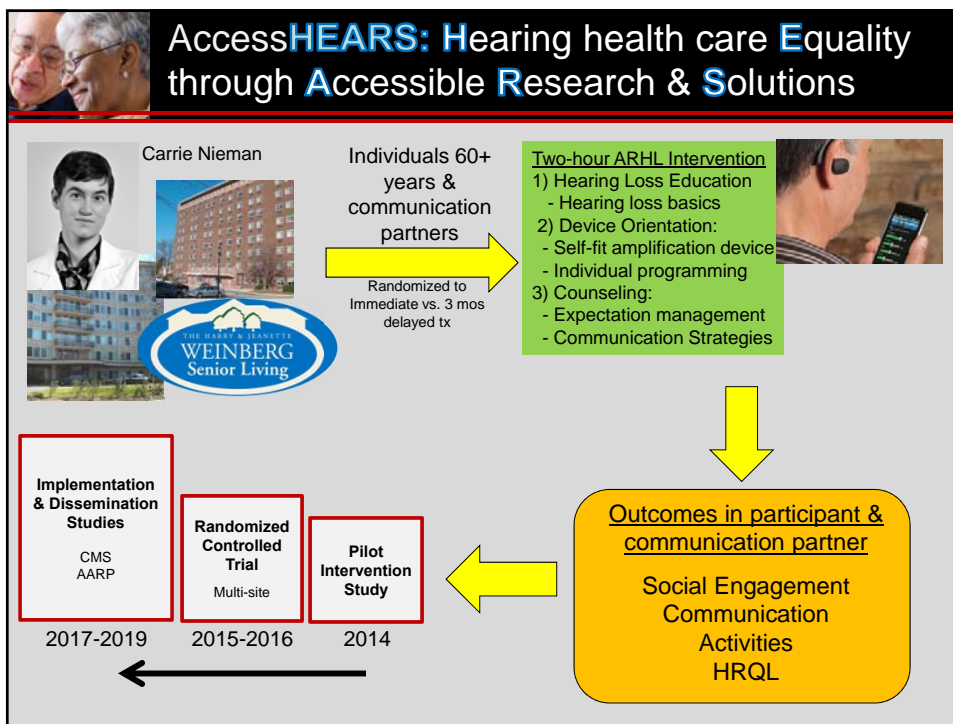 AccessHEARS: Hearing health care Equality
through Accessible Research & Solutions
Carrie Nieman
THE HARRY & JEANETTE
WEINBERG
Senior Living
Individuals 60+
years &
communication
partners
Randomized to
Immediate vs. 3 mos
delayed tx
Two-hour ARHL Intervention
1) Hearing Loss Education
- Hearing loss basics
2) Device Orientation:
- Self-fit amplification device
- Individual programming
3) Counseling:
- Expectation management
- Communication Strategies
Outcomes in participant &
communication partner
Social Engagement
Communication
Activities
HRQL
Implementation
& Dissemination
Studies
CMS
AARP
2017-2019
Randomized
Controlled
Trial
Multi-site
2015-2016
Pilot
Intervention
Study
2014